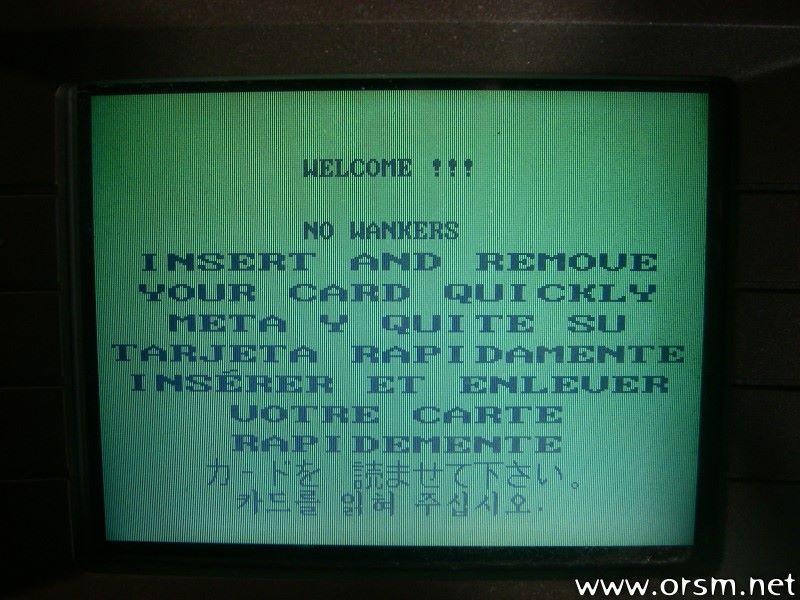 WELCOME !!!
NO WANKERS
INSERT AND REMOVE
YOUR CARD QUICKLY
META Y QUITE SU
TARJETA RAPIDAMENTE
INSÉRER ET ENLEVER
VOTRE CARTE
RAPIDEMENTE
カードを 読ませて下さい。
카드를 읽혀 주십시오.
www.orsm.net